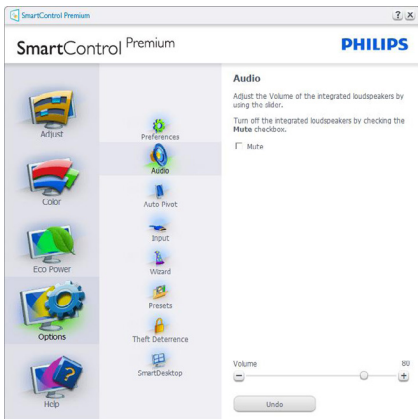 SmartControl Premium
SmartControl Premium
PHILIPS
Adjust
Color
Eco Power
Options
Help
Preferences
Audio
Auto Pivot
Input
Wizard
Presets
Theft Deterrence
SmartDesktop
Audio
Adjust the Volume of the integrated loudspeakers by
using the slider.
Turn off the integrated loudspeakers by checking the
Mute checkbox.
Mute
Volume 80
Undo